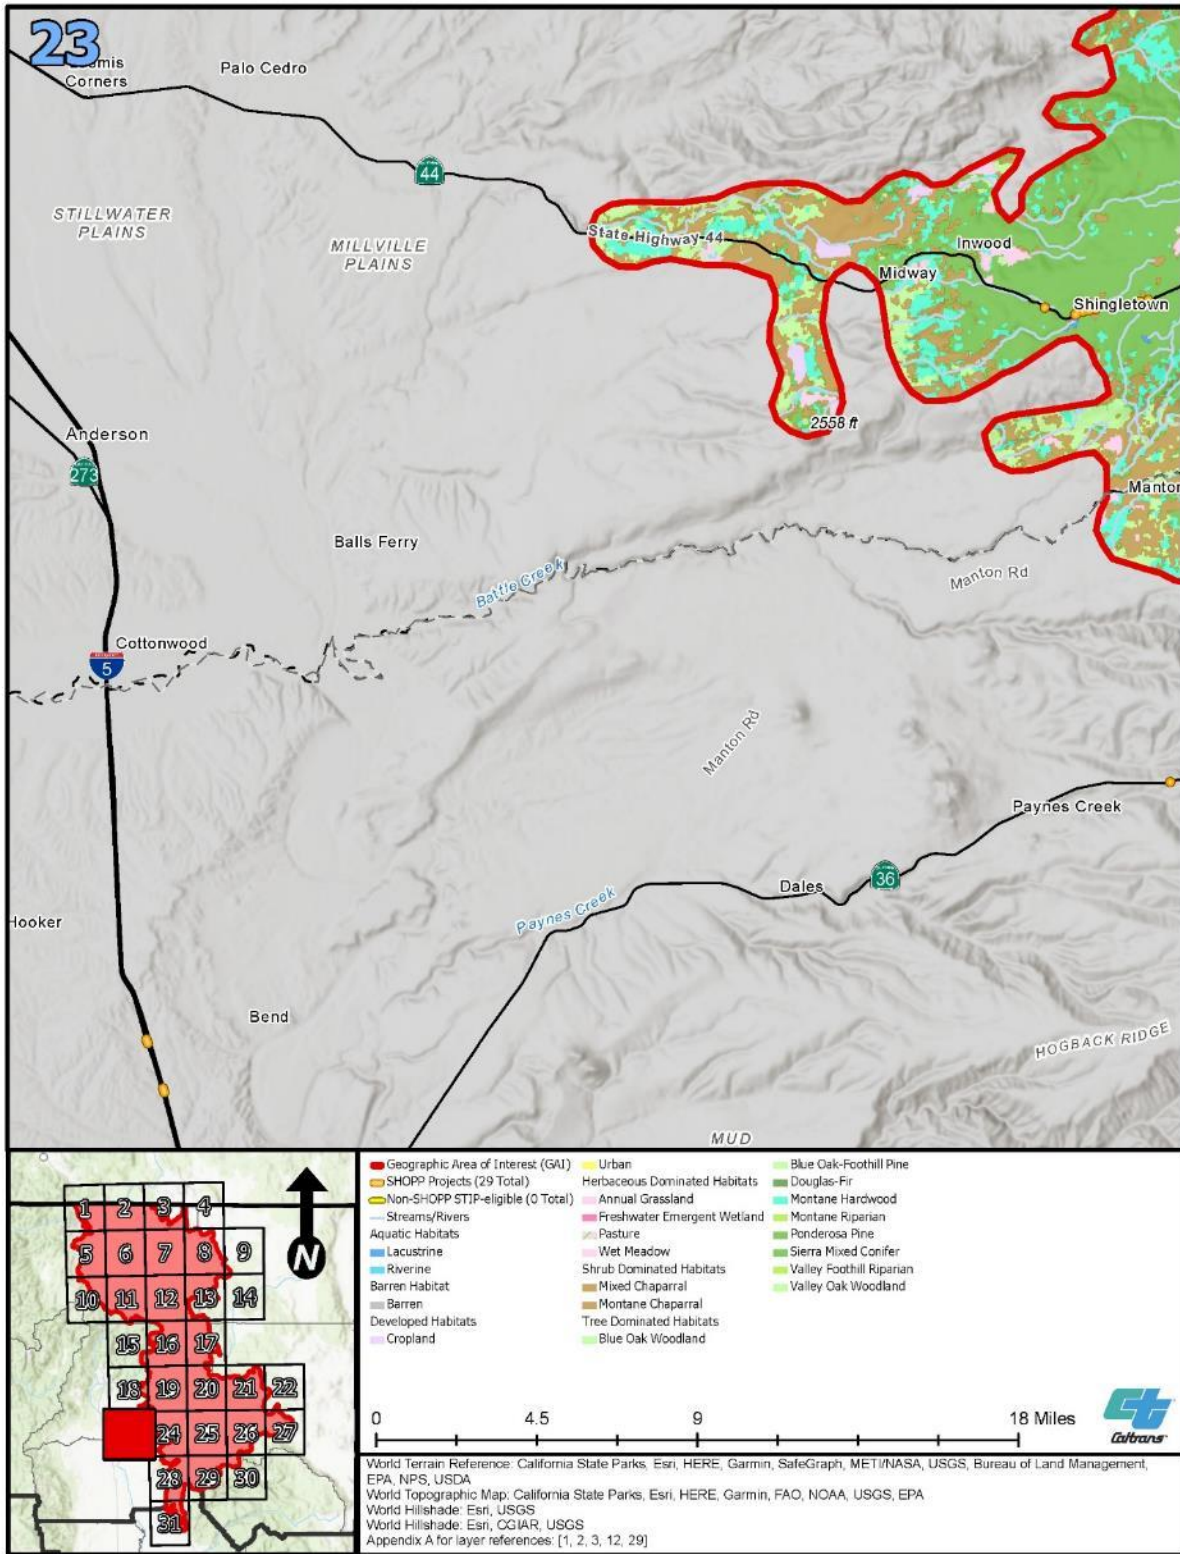 23
Loomis
Corners
Palo Cedro
44
STILLWATER
PLAINS
MILLVILLE
PLAINS
State Highway 44
Inwood
Midway
Shingletown
2558 ft
Anderson
273
Manton
Balls Ferry
Battle Creek
Manton Rd
Cottonwood
5
Manton Rd
Paynes Creek
Dales
36
Paynes Creek
Hooker
Bend
HOGBACK RIDGE
MUD
1 2 3 4
5 6 7 8 9
10 11 12 13 14
15 16 17
18 19 20 21 22
24 25 26 27
28 29 30
31
N
Geographic Area of Interest (GAI)
SHOPP Projects (29 Total)
Non-SHOPP STIP-eligible (0 Total)
Streams/Rivers
Aquatic Habitats
Lacustrine
Riverine
Barren Habitat
Barren
Developed Habitats
Cropland
Urban
Herbaceous Dominated Habitats
Annual Grassland
Freshwater Emergent Wetland
Pasture
Wet Meadow
Shrub Dominated Habitats
Mixed Chaparral
Montane Chaparral
Tree Dominated Habitats
Blue Oak Woodland
Blue Oak-Foothill Pine
Douglas-Fir
Montane Hardwood
Montane Riparian
Ponderosa Pine
Sierra Mixed Conifer
Valley Foothill Riparian
Valley Oak Woodland
0 4.5 9 18 Miles
Caltrans
World Terrain Reference: California State Parks, Esri, HERE, Garmin, SafeGraph, METI/NASA, USGS, Bureau of Land Management,
EPA, NPS, USDA
World Topographic Map: California State Parks, Esri, HERE, Garmin, FAO, NOAA, USGS, EPA
World Hillshade: Esri, USGS
World Hillshade: Esri, CGIAR, USGS
Appendix A for layer references: [1, 2, 3, 12, 29]